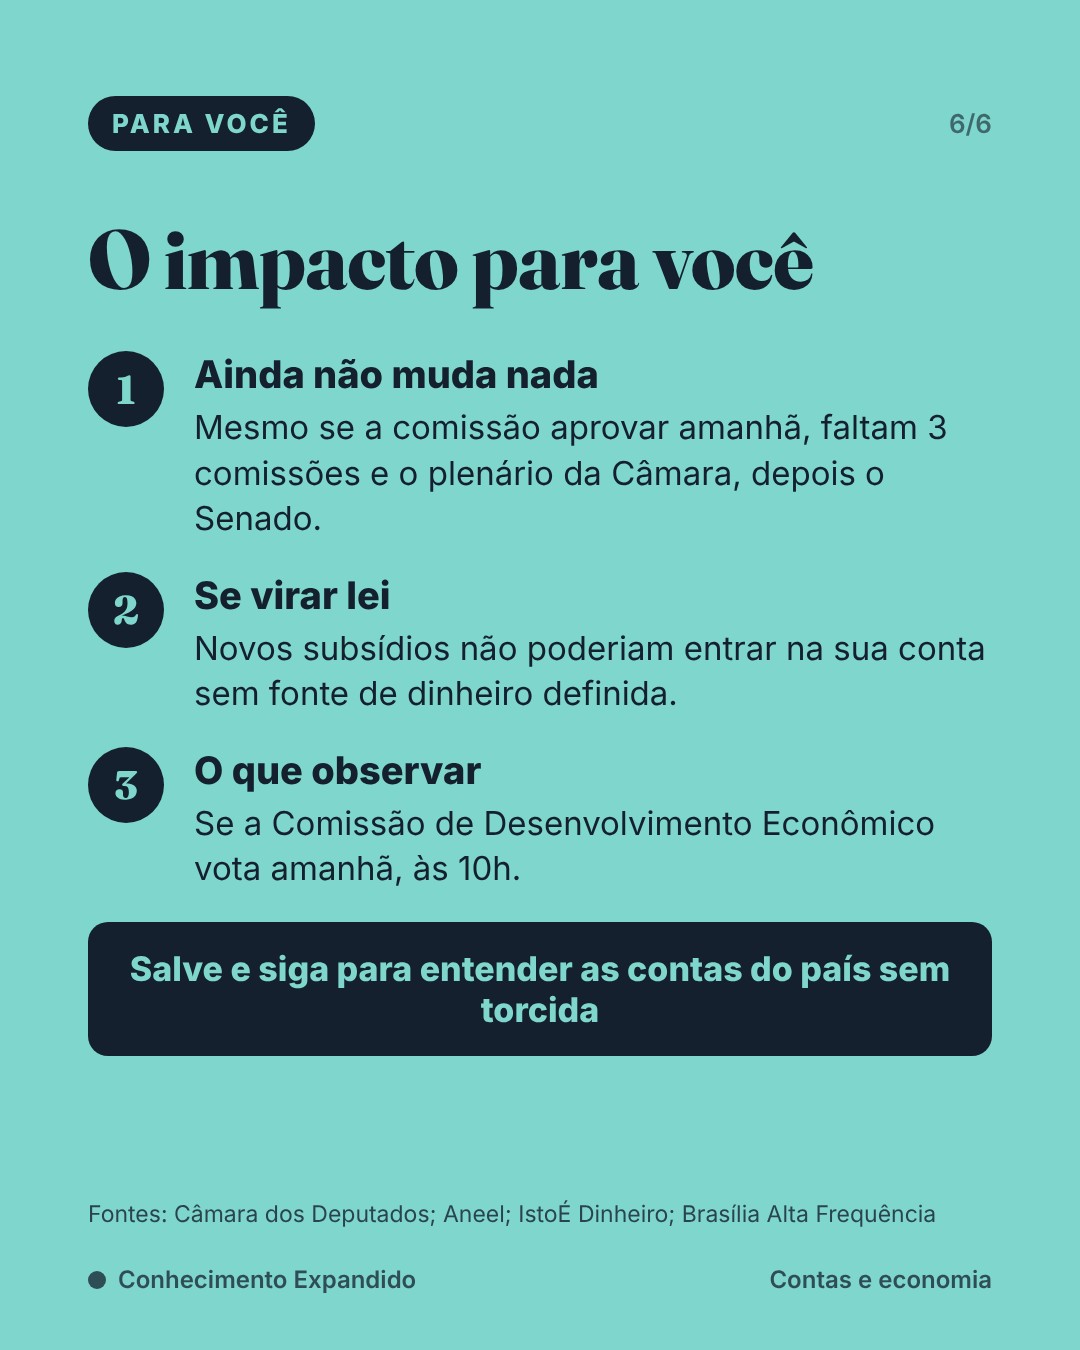 PARA VOCÊ
6/6
O impacto para você
1
Ainda não muda nada
Mesmo se a comissão aprovar amanhã, faltam 3
comissões e o plenário da Câmara, depois o
Senado.
2
Se virar lei
Novos subsídios não poderiam entrar na sua conta
sem fonte de dinheiro definida.
3
O que observar
Se a Comissão de Desenvolvimento Econômico
vota amanhã, às 10h.
Salve e siga para entender as contas do país sem
torcida
Fontes: Câmara dos Deputados; Aneel; IstoÉ Dinheiro; Brasília Alta Frequência
Conhecimento Expandido
Contas e economia